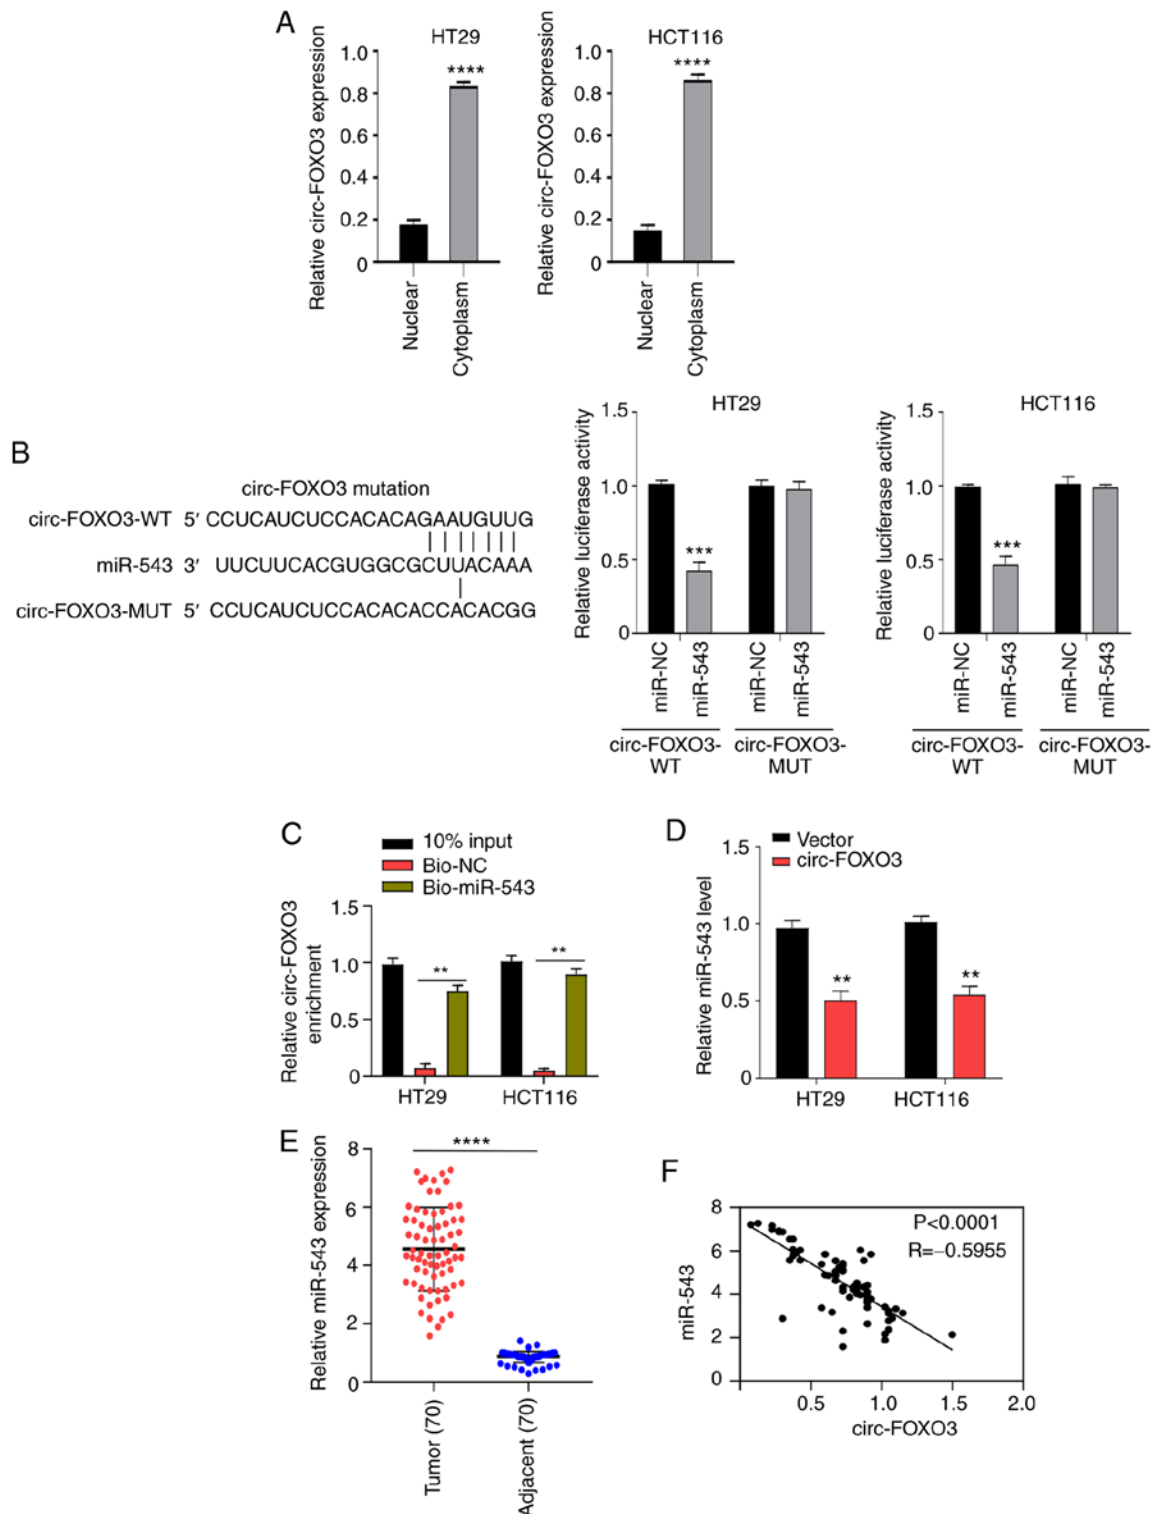 A
HT29
HCT116
Relative circ-FOXO3 expression
1.0
0.8
0.6
0.4
0.2
0
****
Nuclear
Cytoplasm
Relative circ-FOXO3 expression
1.0
0.8
0.6
0.4
0.2
0
****
Nuclear
Cytoplasm
B
circ-FOXO3 mutation
circ-FOXO3-WT 5′ CCUCAUCUCCACACAGAAUGUUG
miR-543 3′ UUCUUCACGUGGCGCUUACAAA
circ-FOXO3-MUT 5′ CCUCAUCUCCACACACCACACGG
HT29
Relative luciferase activity
1.5
1.0
0.5
0
***
miR-NC
miR-543
miR-NC
miR-543
circ-FOXO3-
WT
circ-FOXO3-
MUT
HCT116
Relative luciferase activity
1.5
1.0
0.5
0
***
miR-NC
miR-543
miR-NC
miR-543
circ-FOXO3-
WT
circ-FOXO3-
MUT
C
10% input
Bio-NC
Bio-miR-543
Relative circ-FOXO3
enrichment
1.5
1.0
0.5
0
**
**
HT29
HCT116
D
Vector
circ-FOXO3
Relative miR-543 level
1.5
1.0
0.5
0
**
**
HT29
HCT116
E
Relative miR-543 expression
8
6
4
2
0
****
Tumor (70)
Adjacent (70)
F
miR-543
8
6
4
2
0
P<0.0001
R=−0.5955
0.5
1.0
1.5
2.0
circ-FOXO3